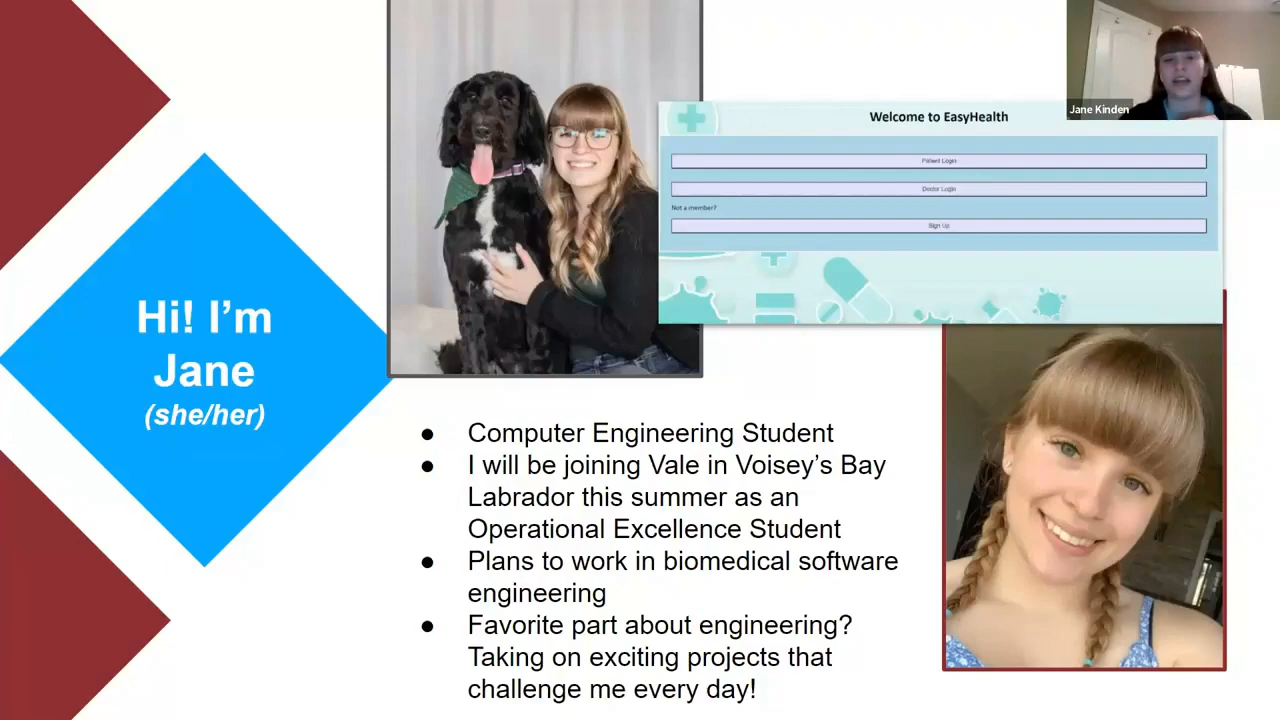 Hi! I’m
Jane
(she/her)
Jane Kinden
Welcome to EasyHealth
Patient Login
Doctor Login
Not a member?
Sign Up
● Computer Engineering Student
● I will be joining Vale in Voisey’s Bay
Labrador this summer as an
Operational Excellence Student
● Plans to work in biomedical software
engineering
● Favorite part about engineering?
Taking on exciting projects that
challenge me every day!